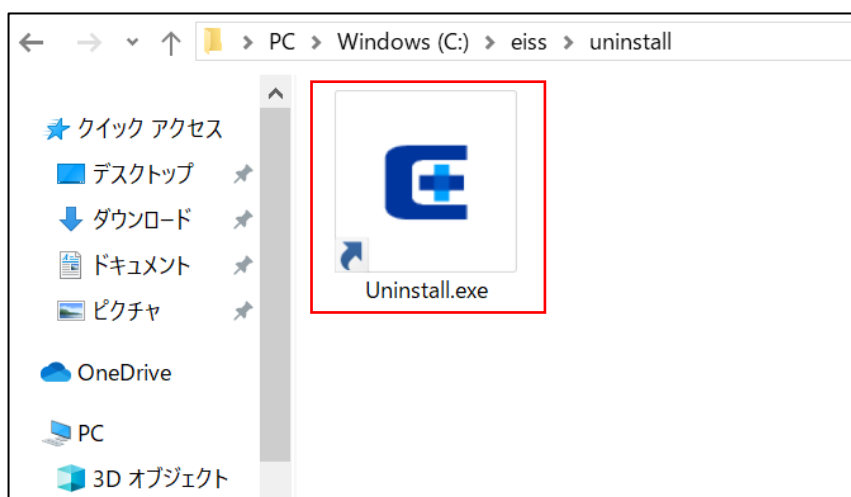 PC > Windows (C:) > eiss > uninstall
クイック アクセス
デスクトップ
ダウンロード
ドキュメント
ピクチャ
OneDrive
PC
3D オブジェクト
Uninstall.exe